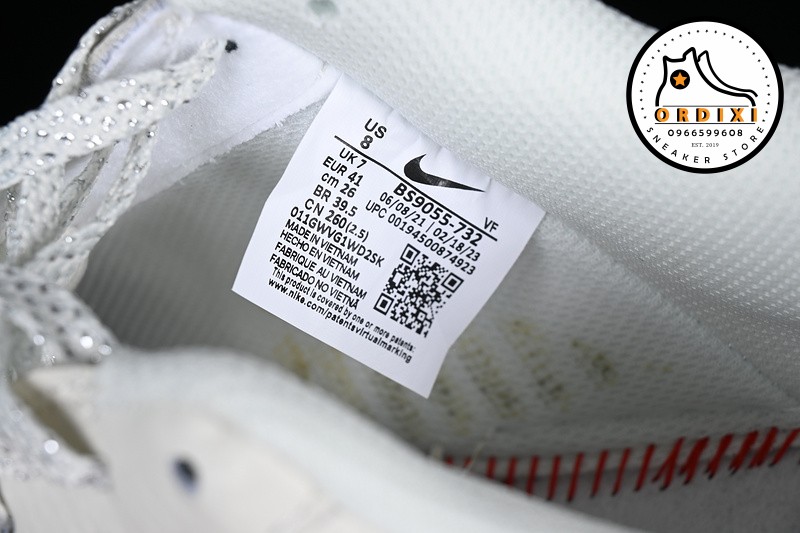 ORDIXI
0966599608
EST. 2019
SNEAKER STORE
US
8
UK 7
EUR 41
cm 26
BR 39.5
CN 260(2.5)
BS9055-732 VF
06/08/21 | 02/18/23
UPC 00194500874923
011GWVG1WD2SK
MADE IN VIETNAM
HECHO EN VIETNAM
FABRIQUE AU VIETNAM
FABRICADO NO VIETNÃ
This product is covered by one or more patents:
www.nike.com/patentsvirtualmarking